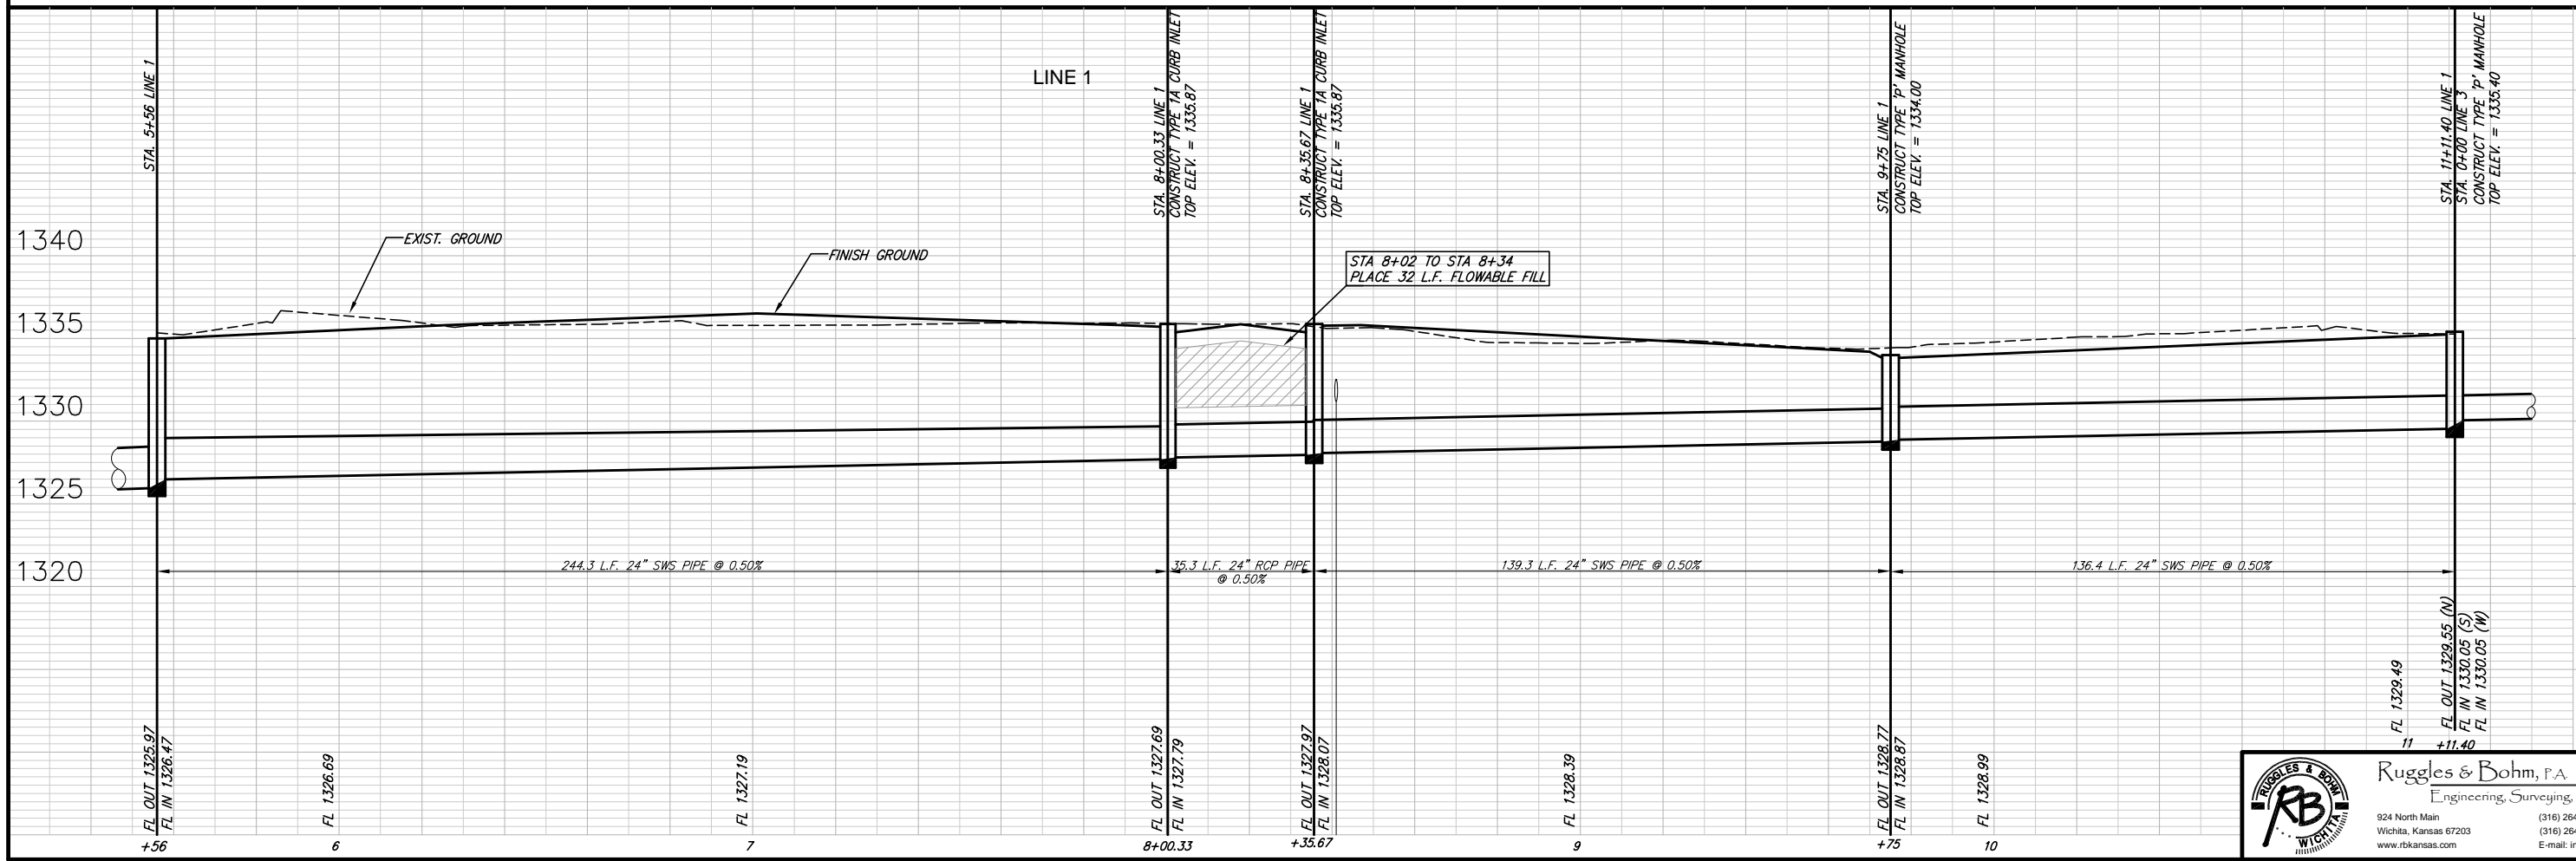 LINE 1
STA. 5+56 LINE 1
STA. 8+00.33 LINE 1
CONSTRUCT TYPE 1A CURB INLET
TOP ELEV. = 1335.87
STA. 8+35.67 LINE 1
CONSTRUCT TYPE 1A CURB INLET
TOP ELEV. = 1335.87
STA. 9+75 LINE 1
CONSTRUCT TYPE 'P' MANHOLE
TOP ELEV. = 1334.00
STA. 11+11.40 LINE 1
STA. 0+00 LINE 3
CONSTRUCT TYPE 'P' MANHOLE
TOP ELEV. = 1335.40
1340
EXIST. GROUND
FINISH GROUND
STA 8+02 TO STA 8+34
PLACE 32 L.F. FLOWABLE FILL
1335
1330
1325
1320
244.3 L.F. 24" SWS PIPE @ 0.50%
35.3 L.F. 24" RCP PIPE
@ 0.50%
139.3 L.F. 24" SWS PIPE @ 0.50%
136.4 L.F. 24" SWS PIPE @ 0.50%
FL OUT 1325.97
FL IN 1326.47
FL 1326.69
FL 1327.19
FL OUT 1327.69
FL IN 1327.79
FL OUT 1327.97
FL IN 1328.07
FL 1328.39
FL OUT 1328.77
FL IN 1328.87
FL 1328.99
FL 1329.49
FL OUT 1329.55 (N)
FL IN 1330.05 (S)
FL IN 1330.05 (W)
+56
6
7
8+00.33
+35.67
9
+75
10
11
+11.40
RUGGLES & BOHM
RB
WICHITA
Ruggles & Bohm, P.A.
Engineering, Surveying,
924 North Main
(316) 264
Wichita, Kansas 67203
(316) 264
www.rbkansas.com
E-mail: